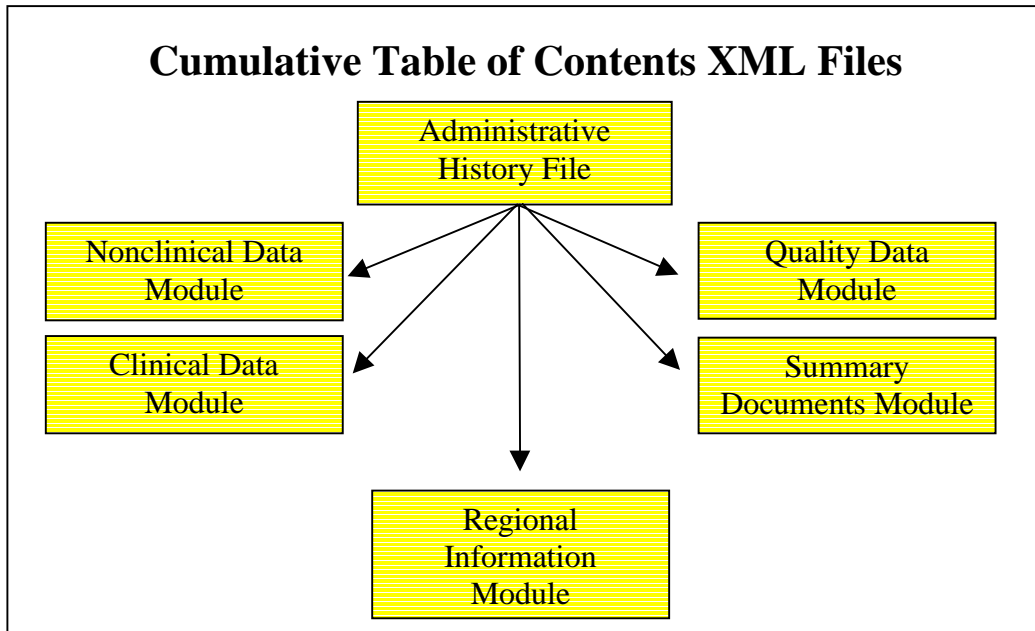 Cumulative Table of Contents XML Files
Administrative
History File
Nonclinical Data
Module
Quality Data
Module
Clinical Data
Module
Summary
Documents Module
Regional
Information
Module